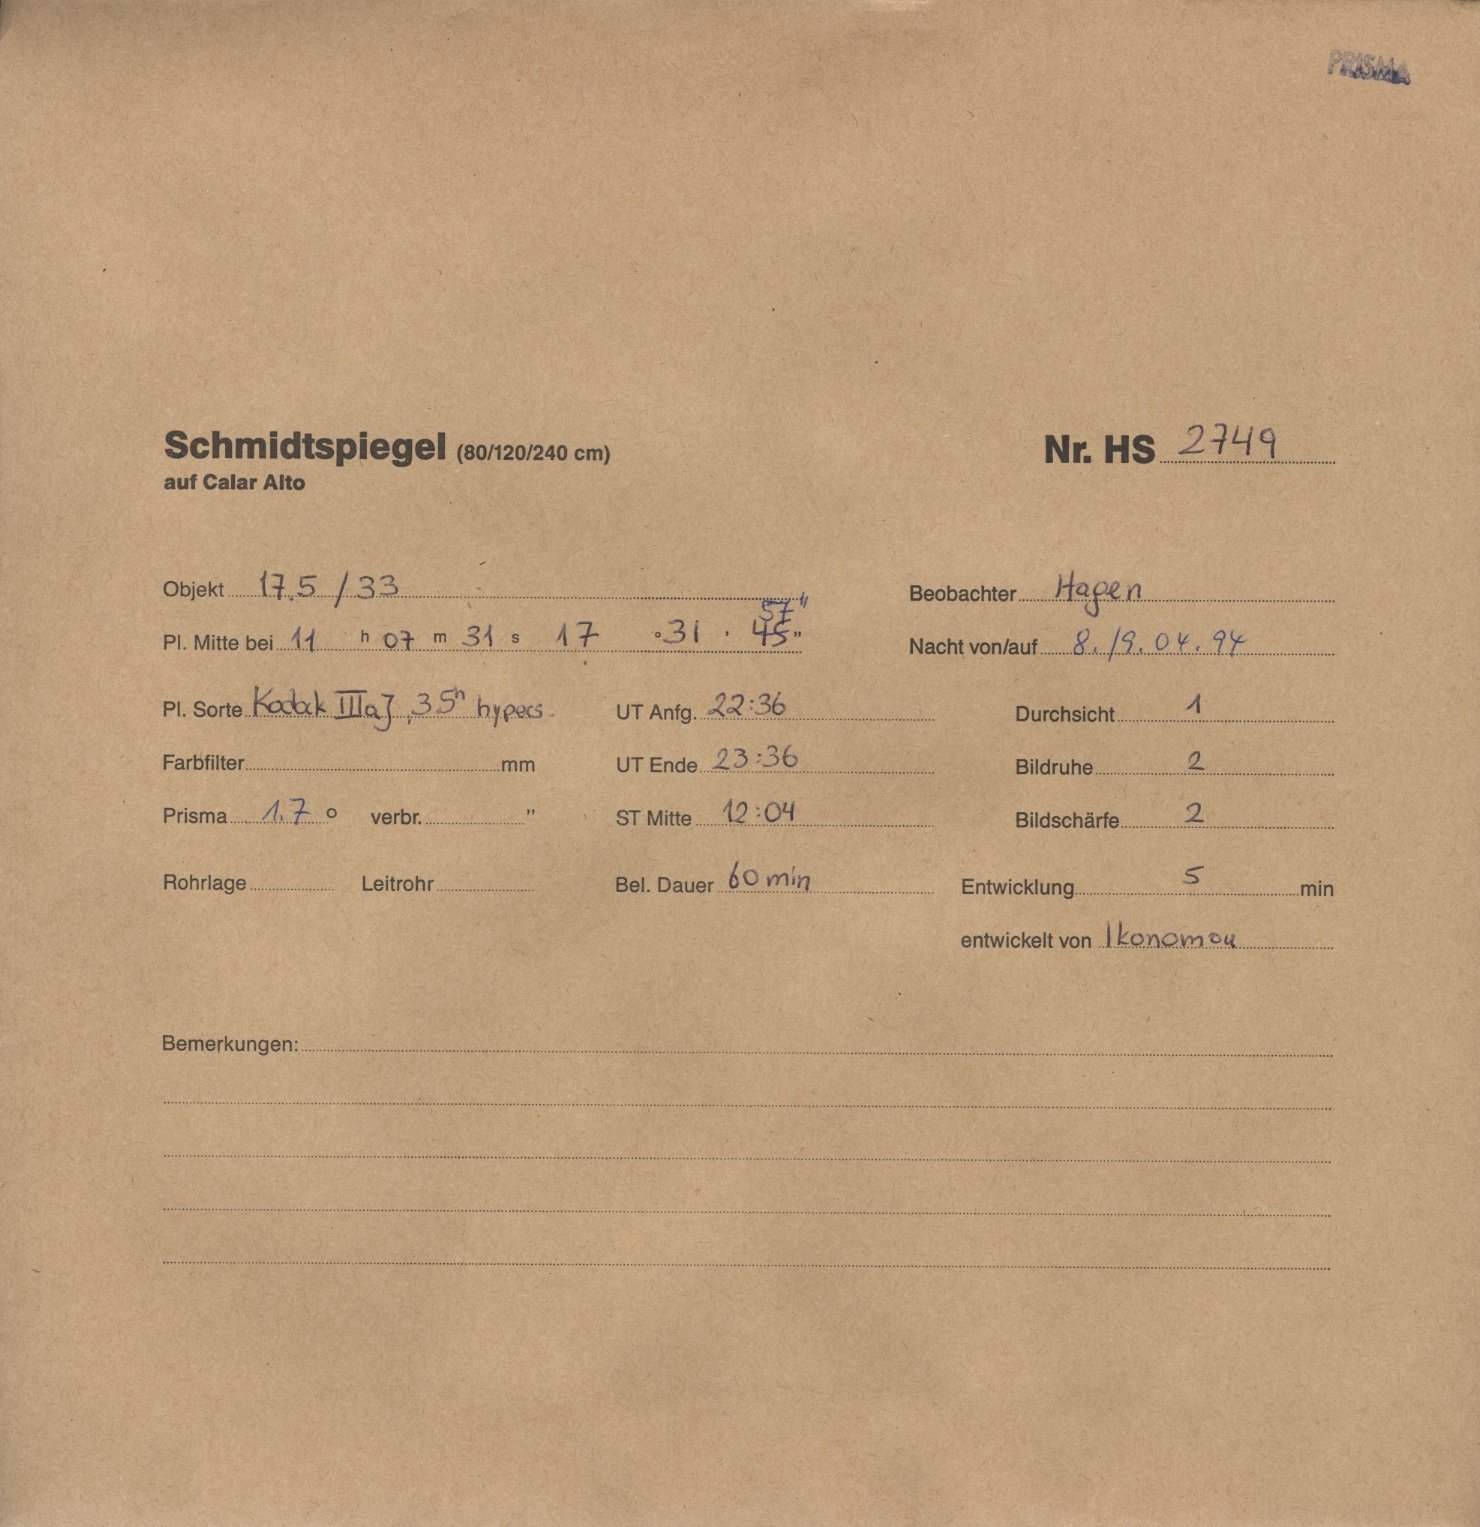 PRISMA
Schmidtspiegel (80/120/240 cm)
auf Calar Alto
Nr. HS 2749
Objekt 17.5 / 33
Beobachter Hagen
57"
Pl. Mitte bei 11 h 07 m 31 s 17 ° 31 ' 45 "
Nacht von/auf 8./9.04.94
Pl. Sorte Kodak IIIaJ, 35h hypers.
UT Anfg. 22:36
Durchsicht 1
Farbfilter mm
UT Ende 23:36
Bildruhe 2
Prisma 1.7 ° verbr. "
ST Mitte 12:04
Bildschärfe 2
Rohrlage Leitrohr
Bel. Dauer 60 min
Entwicklung 5 min
entwickelt von Ikonomou
Bemerkungen: